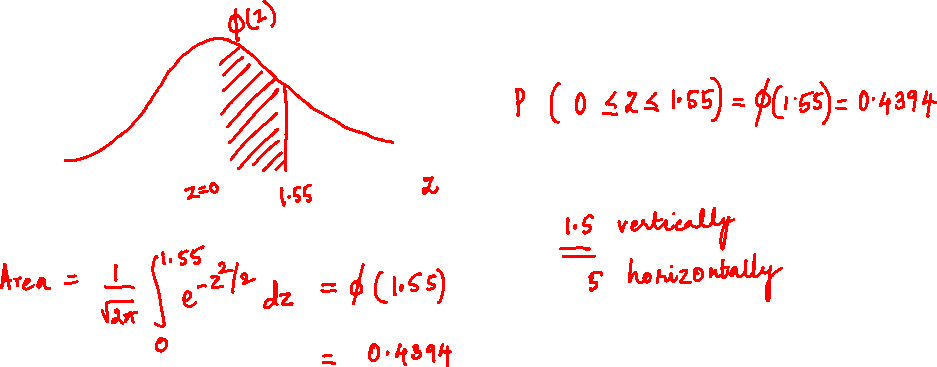 ϕ(z)
P ( 0 ≤ z ≤ 1.55) = ϕ(1.55) = 0.4394
z=0
1.55
z
1.5 vertically
5 horizontally
Area = 1/√2π ∫₀^1.55 e^-z²/2 dz = ϕ(1.55)
= 0.4394